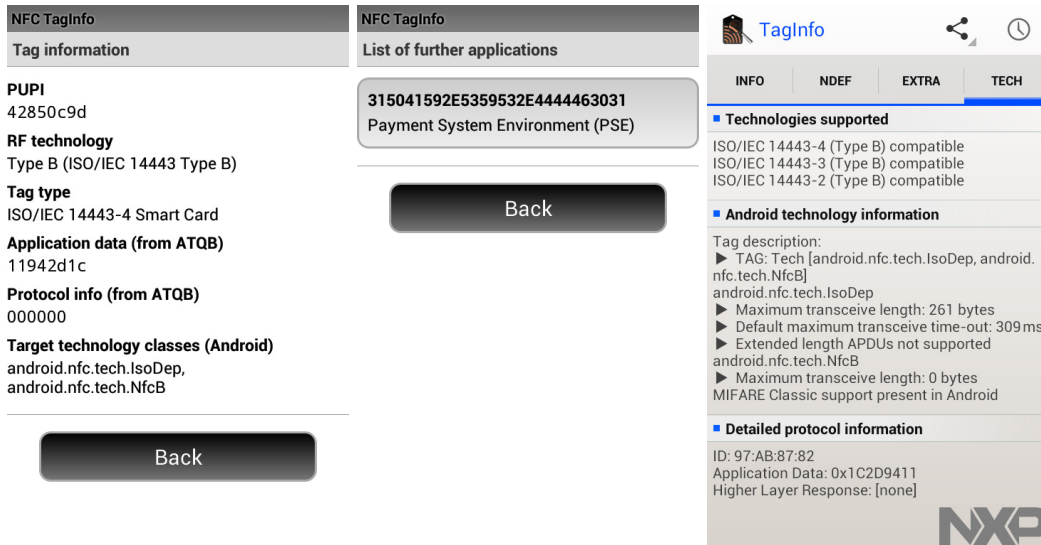 NFC TagInfo
Tag information
PUPI
42850c9d
RF technology
Type B (ISO/IEC 14443 Type B)
Tag type
ISO/IEC 14443-4 Smart Card
Application data (from ATQB)
11942d1c
Protocol info (from ATQB)
000000
Target technology classes (Android)
android.nfc.tech.IsoDep,
android.nfc.tech.NfcB
Back
NFC TagInfo
List of further applications
315041592E5359532E4444463031
Payment System Environment (PSE)
Back
TagInfo
INFO NDEF EXTRA TECH
Technologies supported
ISO/IEC 14443-4 (Type B) compatible
ISO/IEC 14443-3 (Type B) compatible
ISO/IEC 14443-2 (Type B) compatible
Android technology information
Tag description:
▶ TAG: Tech [android.nfc.tech.IsoDep, android.
nfc.tech.NfcB]
android.nfc.tech.IsoDep
▶ Maximum transceive length: 261 bytes
▶ Default maximum transceive time-out: 309 ms
▶ Extended length APDUs not supported
android.nfc.tech.NfcB
▶ Maximum transceive length: 0 bytes
MIFARE Classic support present in Android
Detailed protocol information
ID: 97:AB:87:82
Application Data: 0x1C2D9411
Higher Layer Response: [none]
NXP